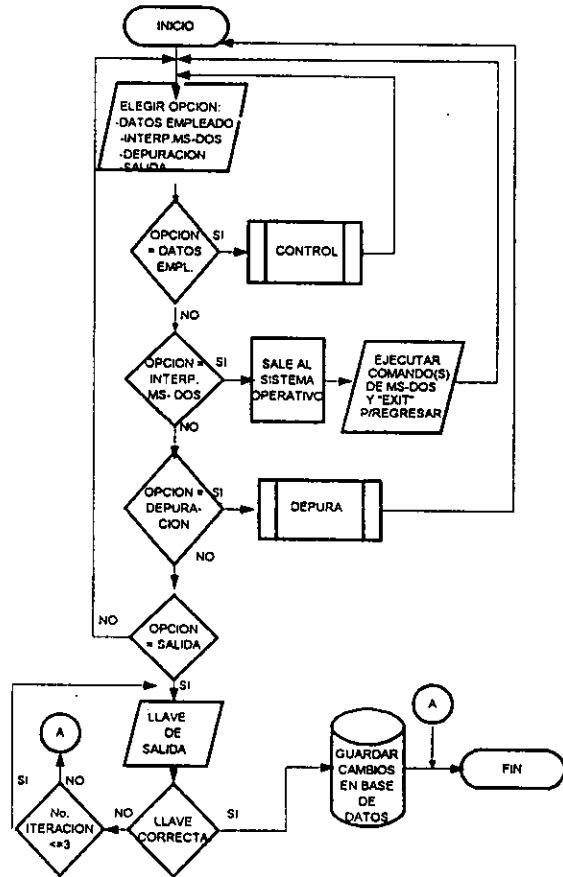 INICIO
ELEGIR OPCION:
-DATOS EMPLEADO
-INTERP.MS-DOS
-DEPURACION
-SALIDA
OPCION
= DATOS
EMPL.
SI
CONTROL
NO
OPCION =
INTERP.
MS-DOS
SI
SALE AL
SISTEMA
OPERATIVO
EJECUTAR
COMANDO(S)
DE MS-DOS
Y "EXIT"
P/REGRESAR
NO
OPCION =
DEPURA-
CION
SI
DEPURA
NO
OPCION
= SALIDA
NO
SI
LLAVE
DE
SALIDA
A
SI
NO
No.
ITERACION
<=3
NO
LLAVE
CORRECTA
SI
GUARDAR
CAMBIOS
EN BASE
DE
DATOS
A
FIN